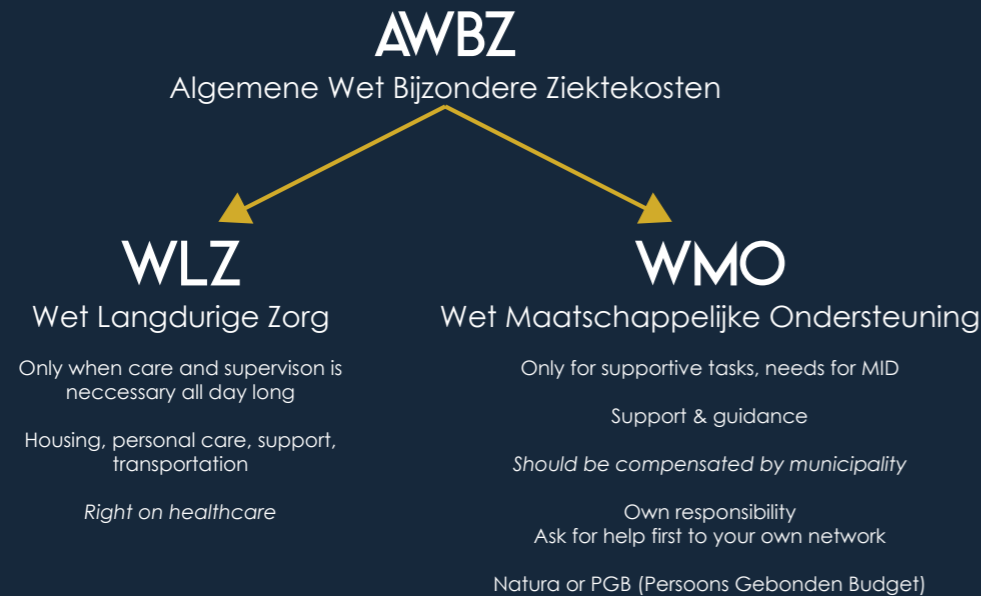 AWBZ
Algemene Wet Bijzondere Ziektekosten
WLZ
Wet Langdurige Zorg
Only when care and supervison is
neccessary all day long
Housing, personal care, support,
transportation
Right on healthcare
WMO
Wet Maatschappelijke Ondersteuning
Only for supportive tasks, needs for MID
Support & guidance
Should be compensated by municipality
Own responsibility
Ask for help first to your own network
Natura or PGB (Persoons Gebonden Budget)